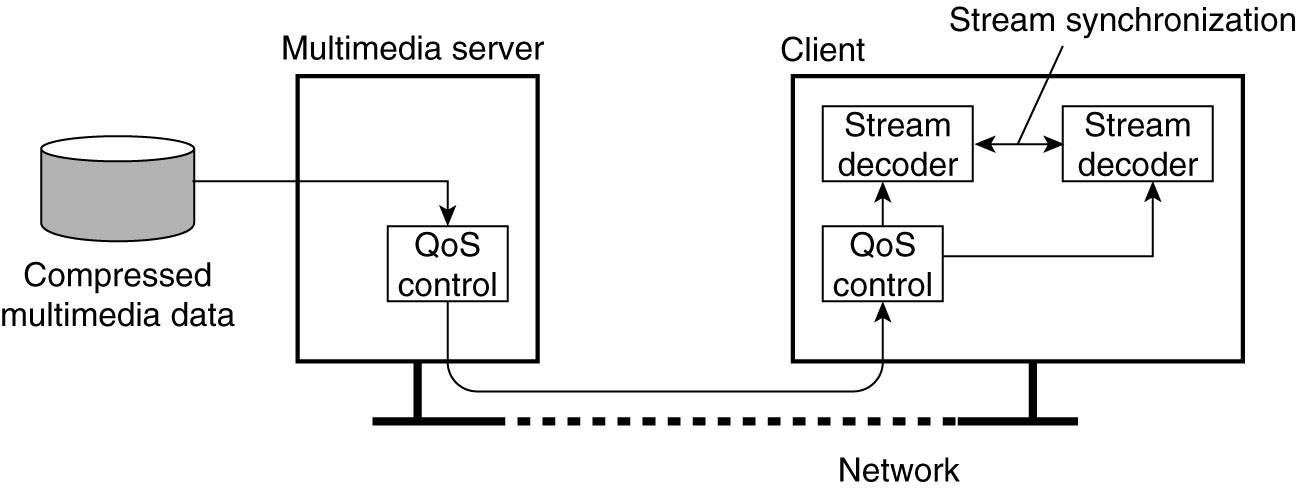 Stream synchronization
Multimedia server
Client
Stream
decoder
Stream
decoder
QoS
control
QoS
control
Compressed
multimedia data
Network